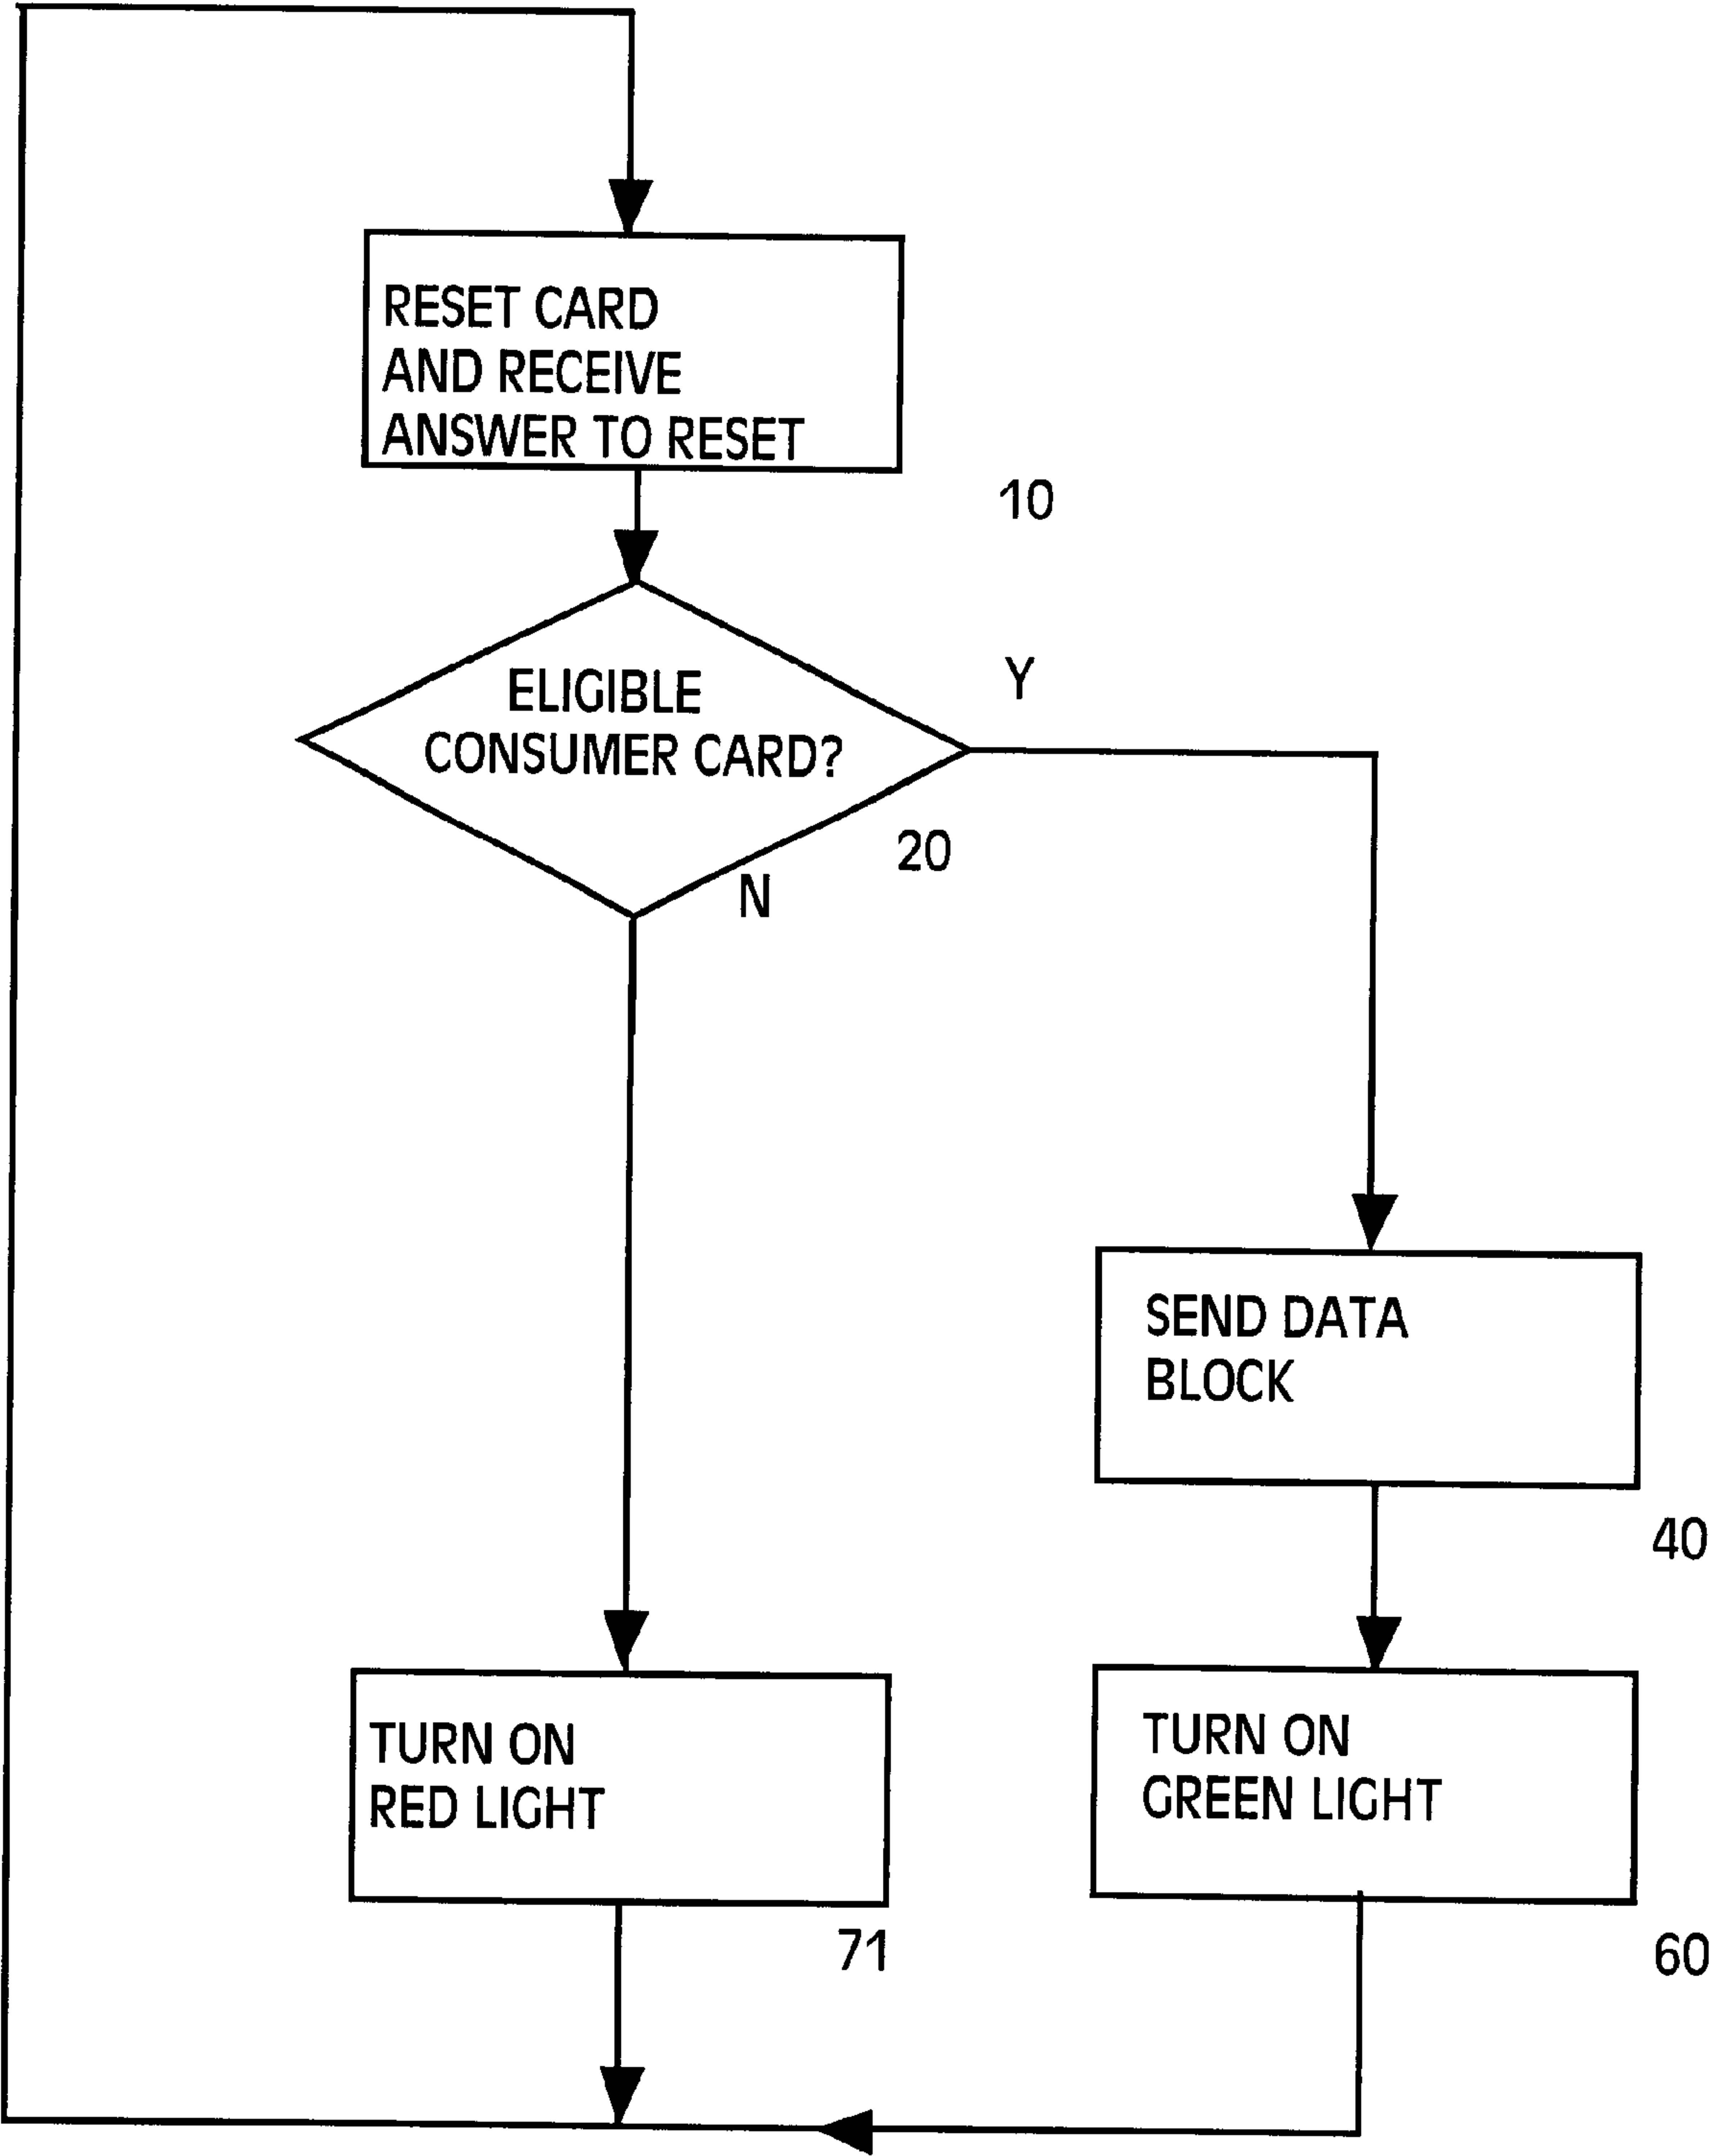 RESET CARD
AND RECEIVE
ANSWER TO RESET
10
ELIGIBLE
CONSUMER CARD?
Y
20
N
SEND DATA
BLOCK
40
TURN ON
RED LIGHT
71
TURN ON
GREEN LIGHT
60